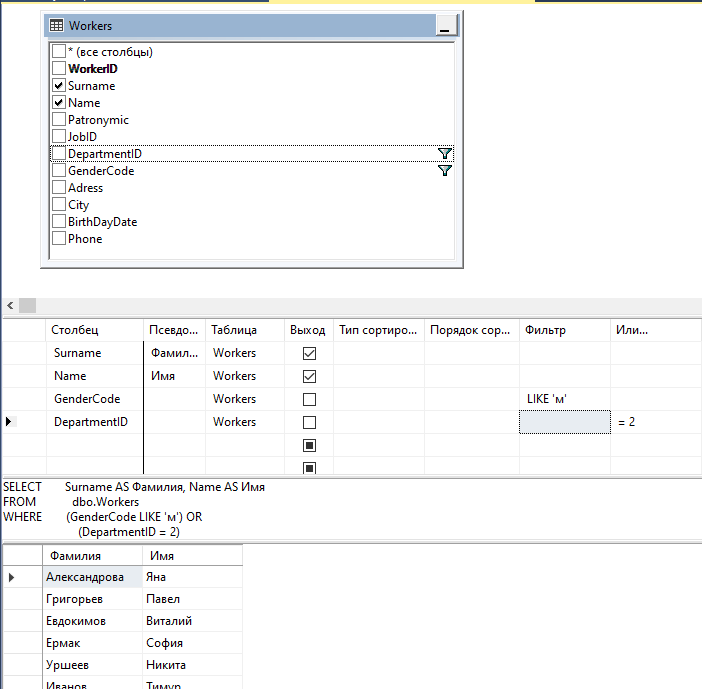 Workers
* (все столбцы)
WorkerID
Surname
Name
Patronymic
JobID
DepartmentID
GenderCode
Adress
City
BirthDayDate
Phone
Столбец Псевдо... Таблица Выход Тип сортиро... Порядок сор... Фильтр Или...
Surname Фамил... Workers
Name Имя Workers
GenderCode Workers LIKE 'м'
DepartmentID Workers = 2
SELECT Surname AS Фамилия, Name AS Имя
FROM dbo.Workers
WHERE (GenderCode LIKE 'м') OR
(DepartmentID = 2)
Фамилия Имя
Александрова Яна
Григорьев Павел
Евдокимов Виталий
Ермак София
Уршеев Никита
Иванов Тимур